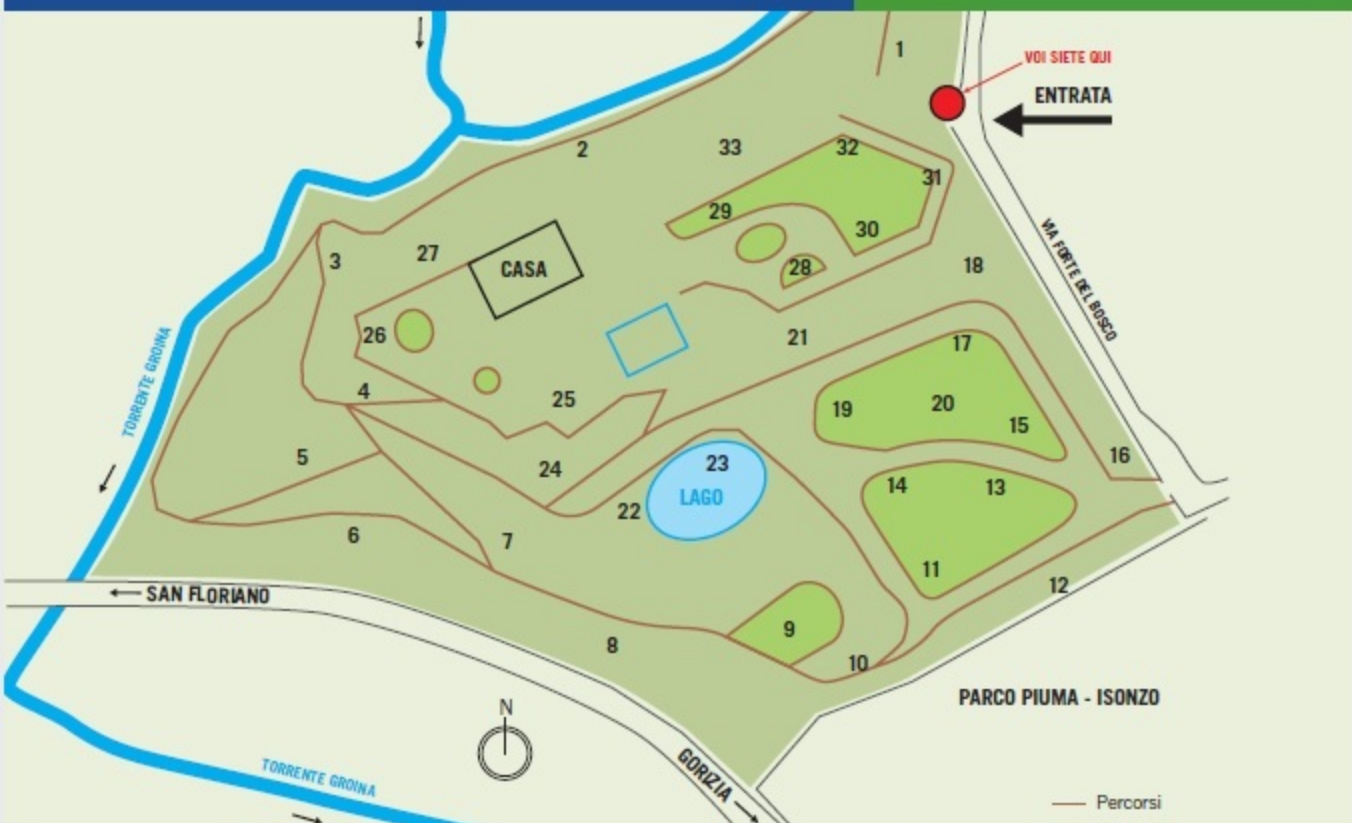 1
VOI SIETE QUI
ENTRATA
2
33
32
31
29
30
3
27
CASA
28
18
VIA FORTE DEL BOSCO
26
21
17
TORRENTE GROINA
4
25
19
20
15
5
24
23
16
LAGO
14
13
22
6
7
11
12
SAN FLORIANO
9
8
10
PARCO PIUMA - ISONZO
N
GORIZIA
TORRENTE GROINA
Percorsi